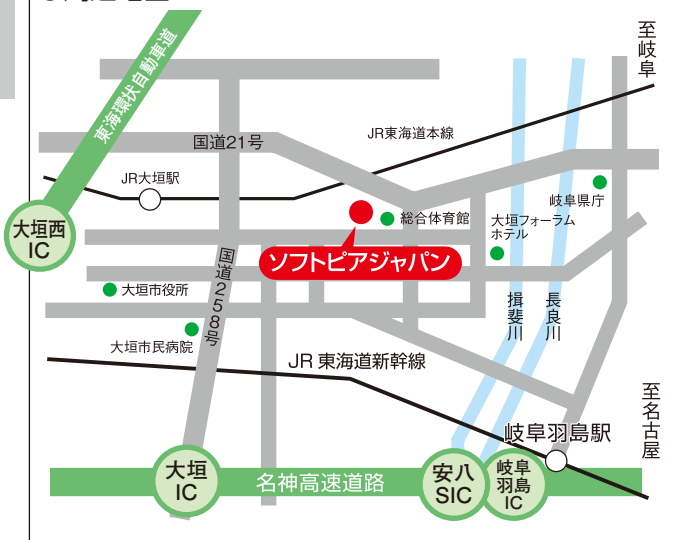 至岐阜
東海環状自動車道
国道21号
JR東海道本線
JR大垣駅
岐阜県庁
総合体育館
大垣フォーラム
ホテル
大垣西
IC
ソフトピアジャパン
国道258号
大垣市役所
揖斐川
長良川
大垣市民病院
JR 東海道新幹線
至名古屋
岐阜羽島駅
大垣
IC
名神高速道路
安八
SIC
岐阜
羽島
IC